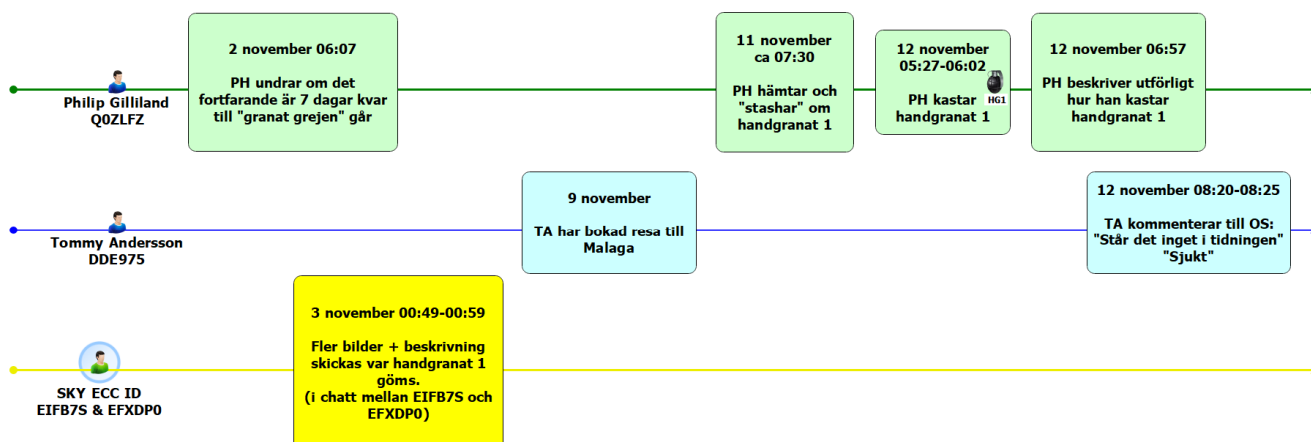 2 november 06:07
PH undrar om det
fortfarande är 7 dagar kvar
till "granat grejen" går
11 november
ca 07:30
PH hämtar och
"stashar" om
handgranat 1
12 november
05:27-06:02
PH kastar
handgranat 1
HG1
12 november 06:57
PH beskriver utförligt
hur han kastar
handgranat 1
Philip Gilliland
Q0ZLFZ
9 november
TA har bokad resa till
Malaga
12 november 08:20-08:25
TA kommenterar till OS:
"Står det inget i tidningen"
"Sjukt"
Tommy Andersson
DDE975
3 november 00:49-00:59
Fler bilder + beskrivning
skickas var handgranat 1
göms.
(i chatt mellan EIFB7S och
EFXDP0)
SKY ECC ID
EIFB7S & EFXDP0